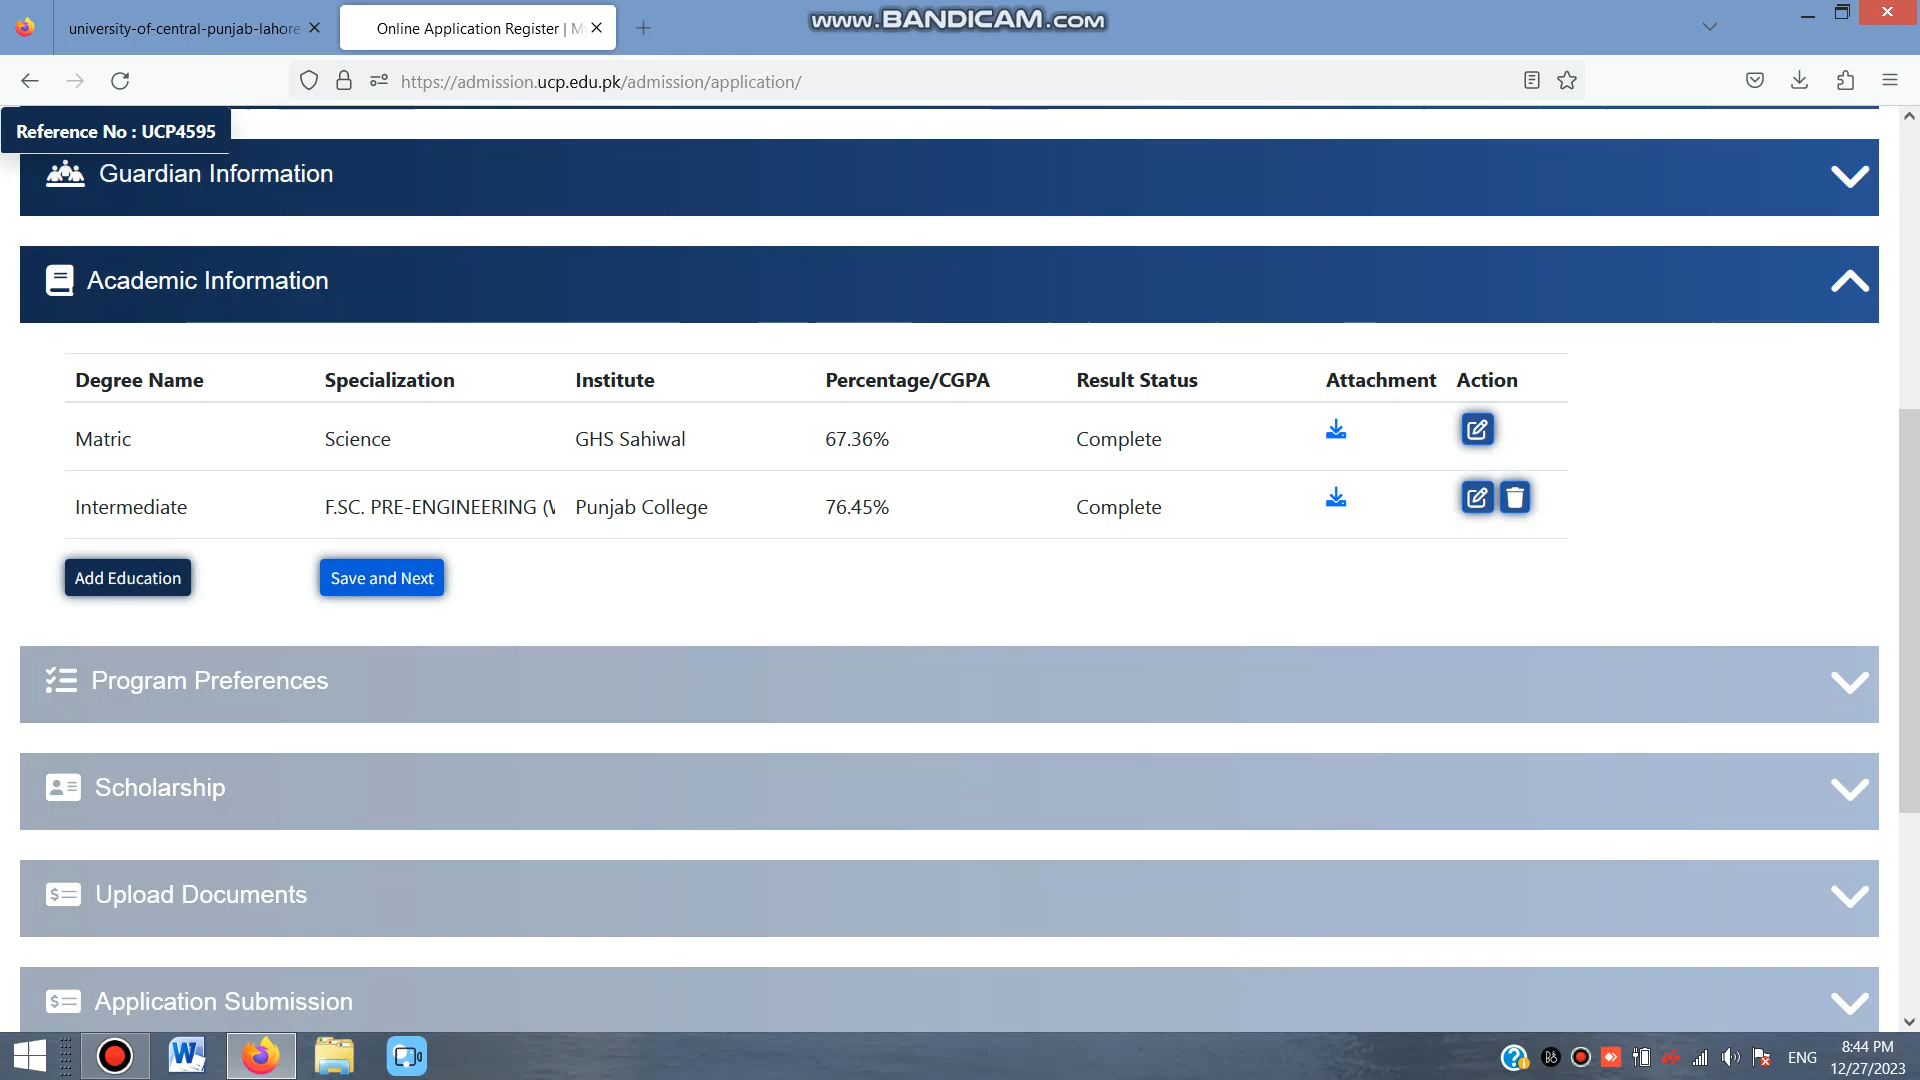 university-of-central-punjab-lahore
Online Application Register | M
www.BANDICAM.com
https://admission.ucp.edu.pk/admission/application/
Reference No : UCP4595
Guardian Information
Academic Information
Degree Name Specialization Institute Percentage/CGPA Result Status Attachment Action
Matric Science GHS Sahiwal 67.36% Complete
Intermediate F.SC. PRE-ENGINEERING ( Punjab College 76.45% Complete
Add Education Save and Next
Program Preferences
Scholarship
Upload Documents
Application Submission
ENG
8:44 PM
12/27/2023